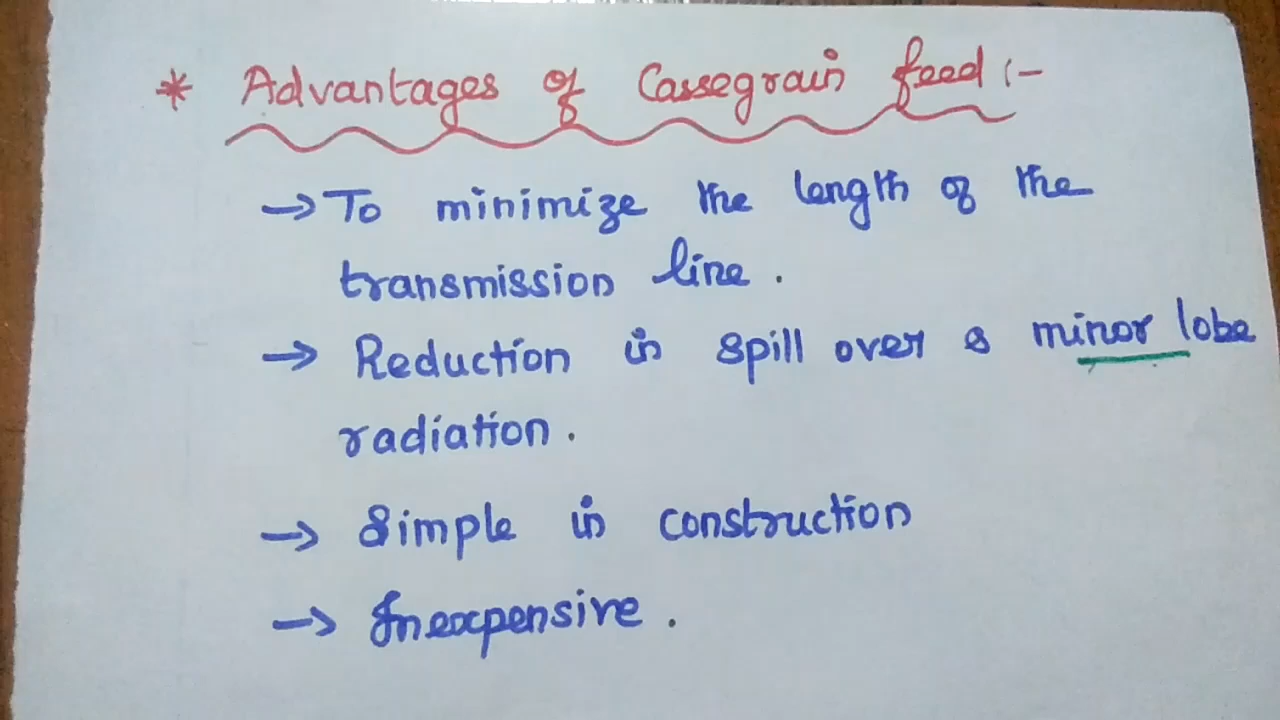 * Advantages of Cassegrain feed :-
→ To minimize the length of the
transmission line .
→ Reduction in spill over & minor lobe
radiation .
→ Simple in construction
→ Inexpensive .